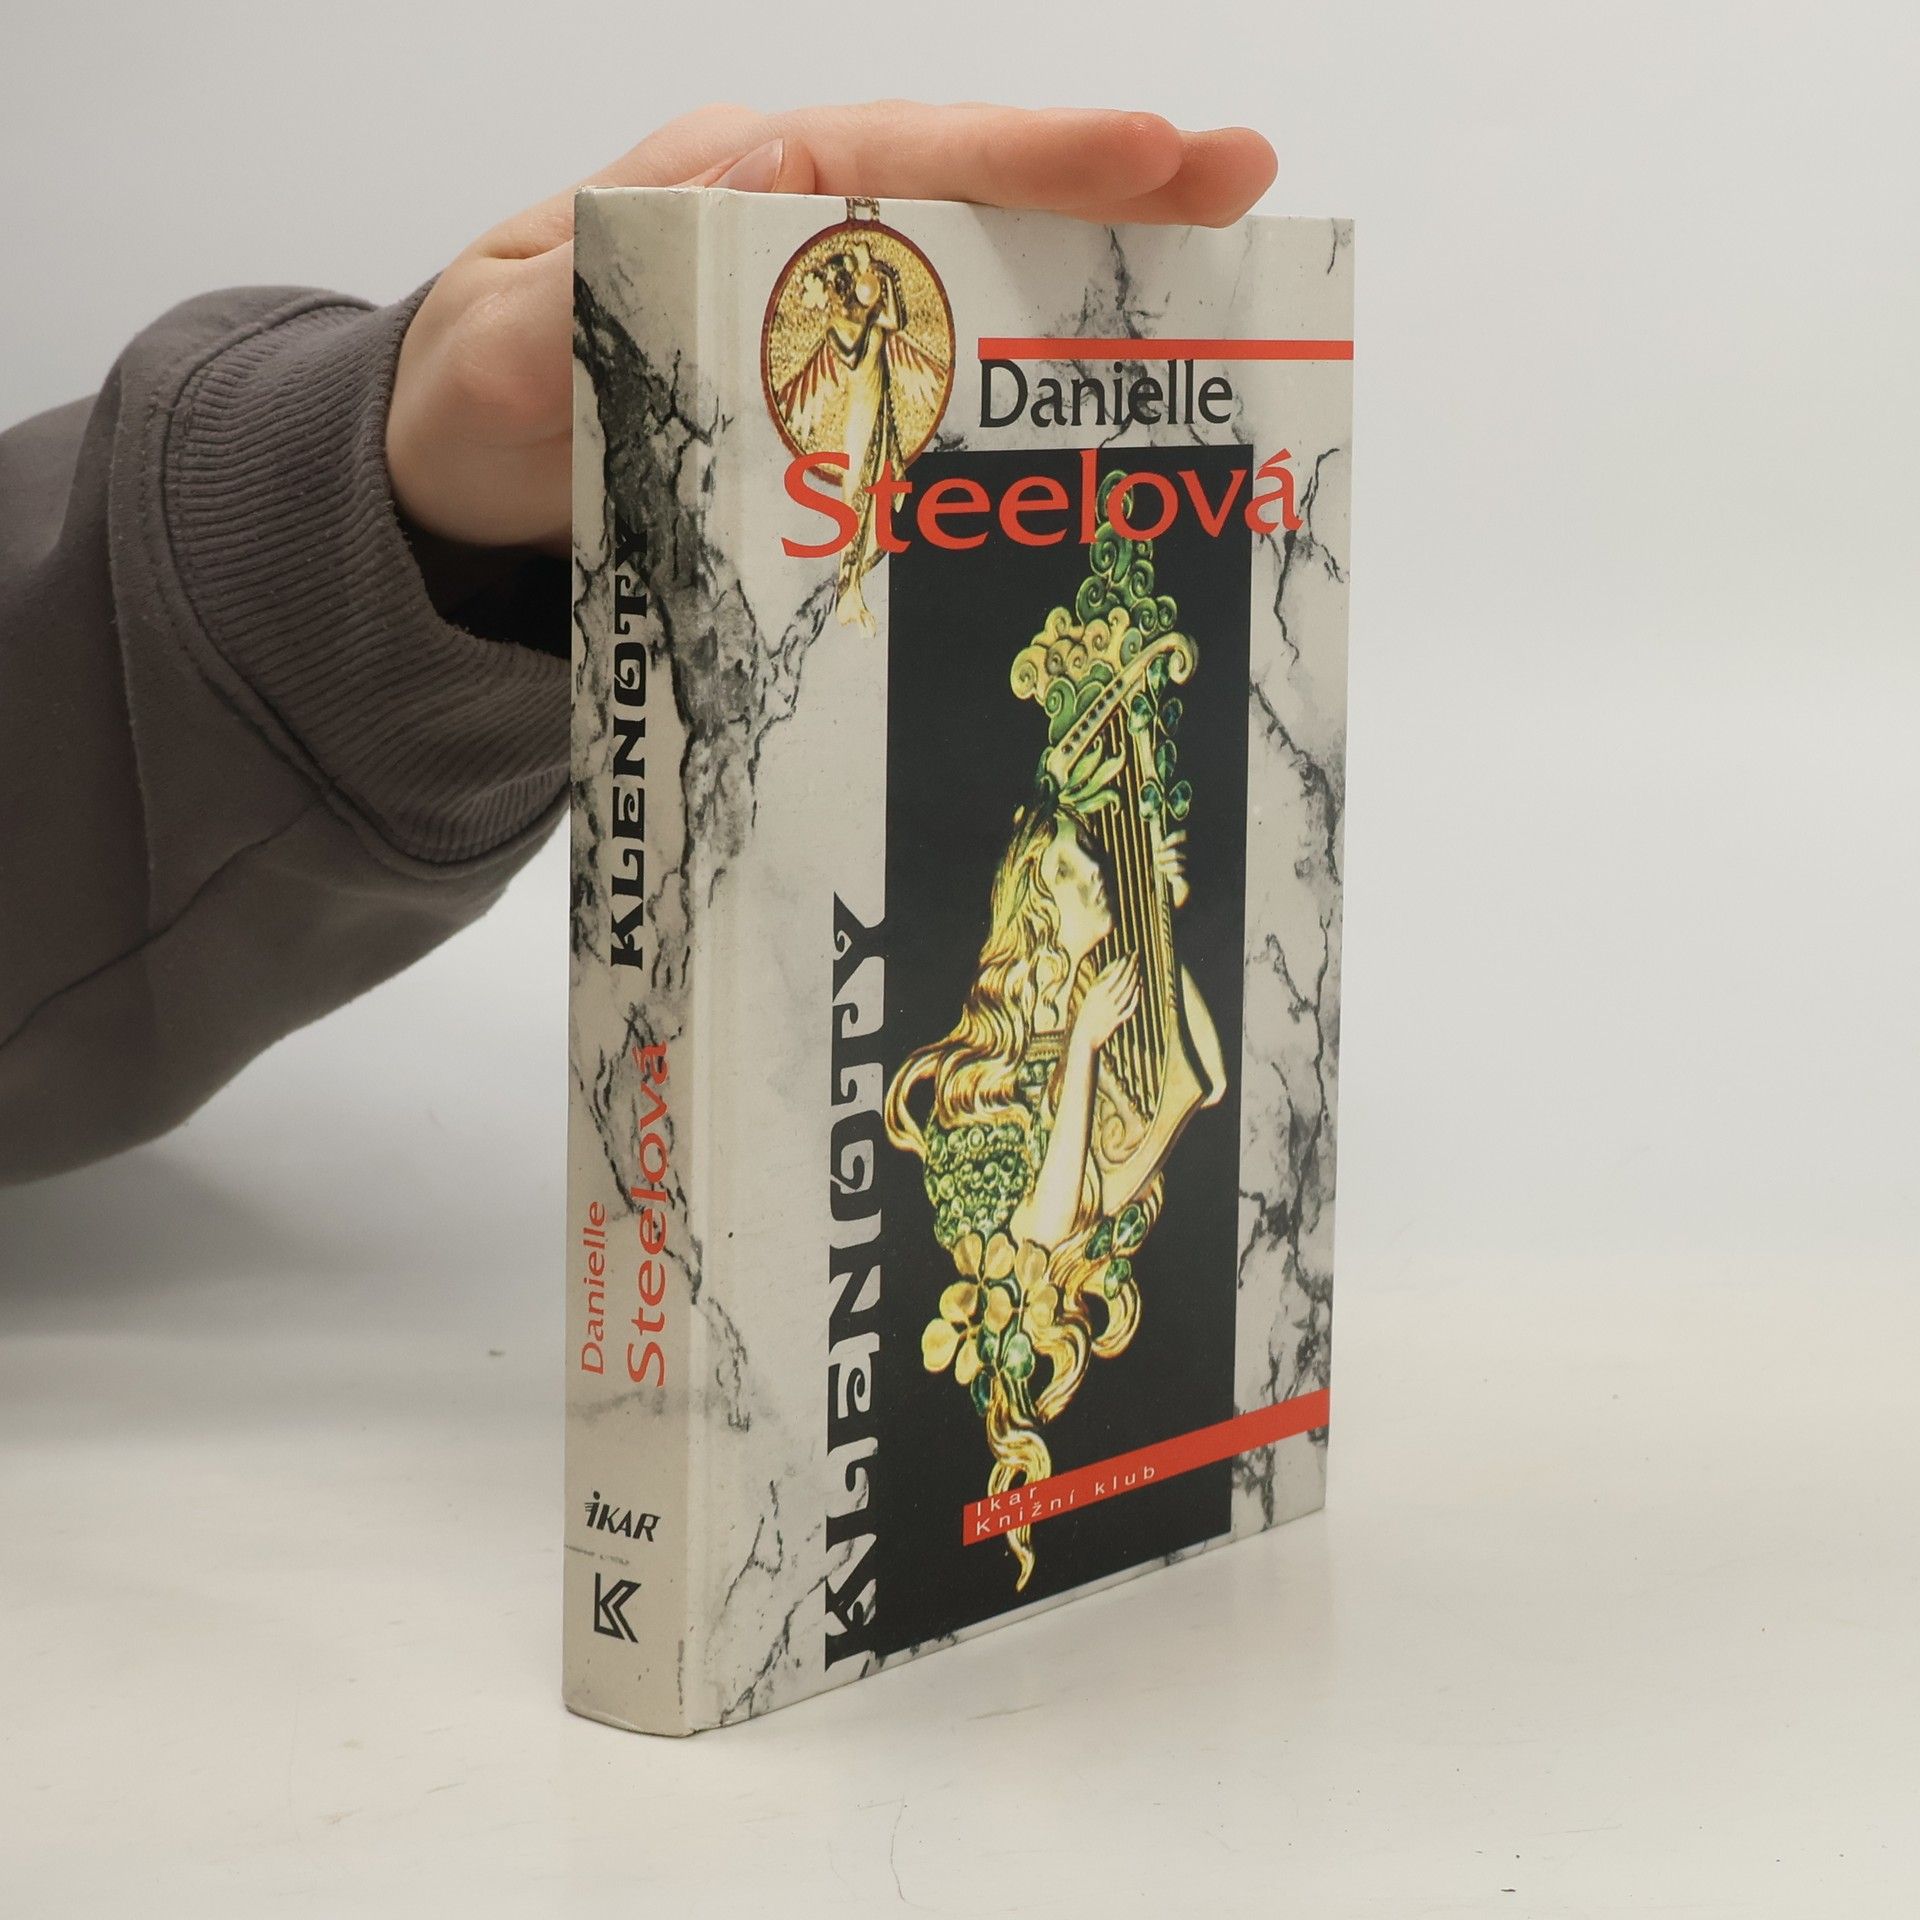 Danielle
Steelová
KLENOTY
Ikar
Knižní klub
Danielle
Steelová
KLENOTY
IKAR
K